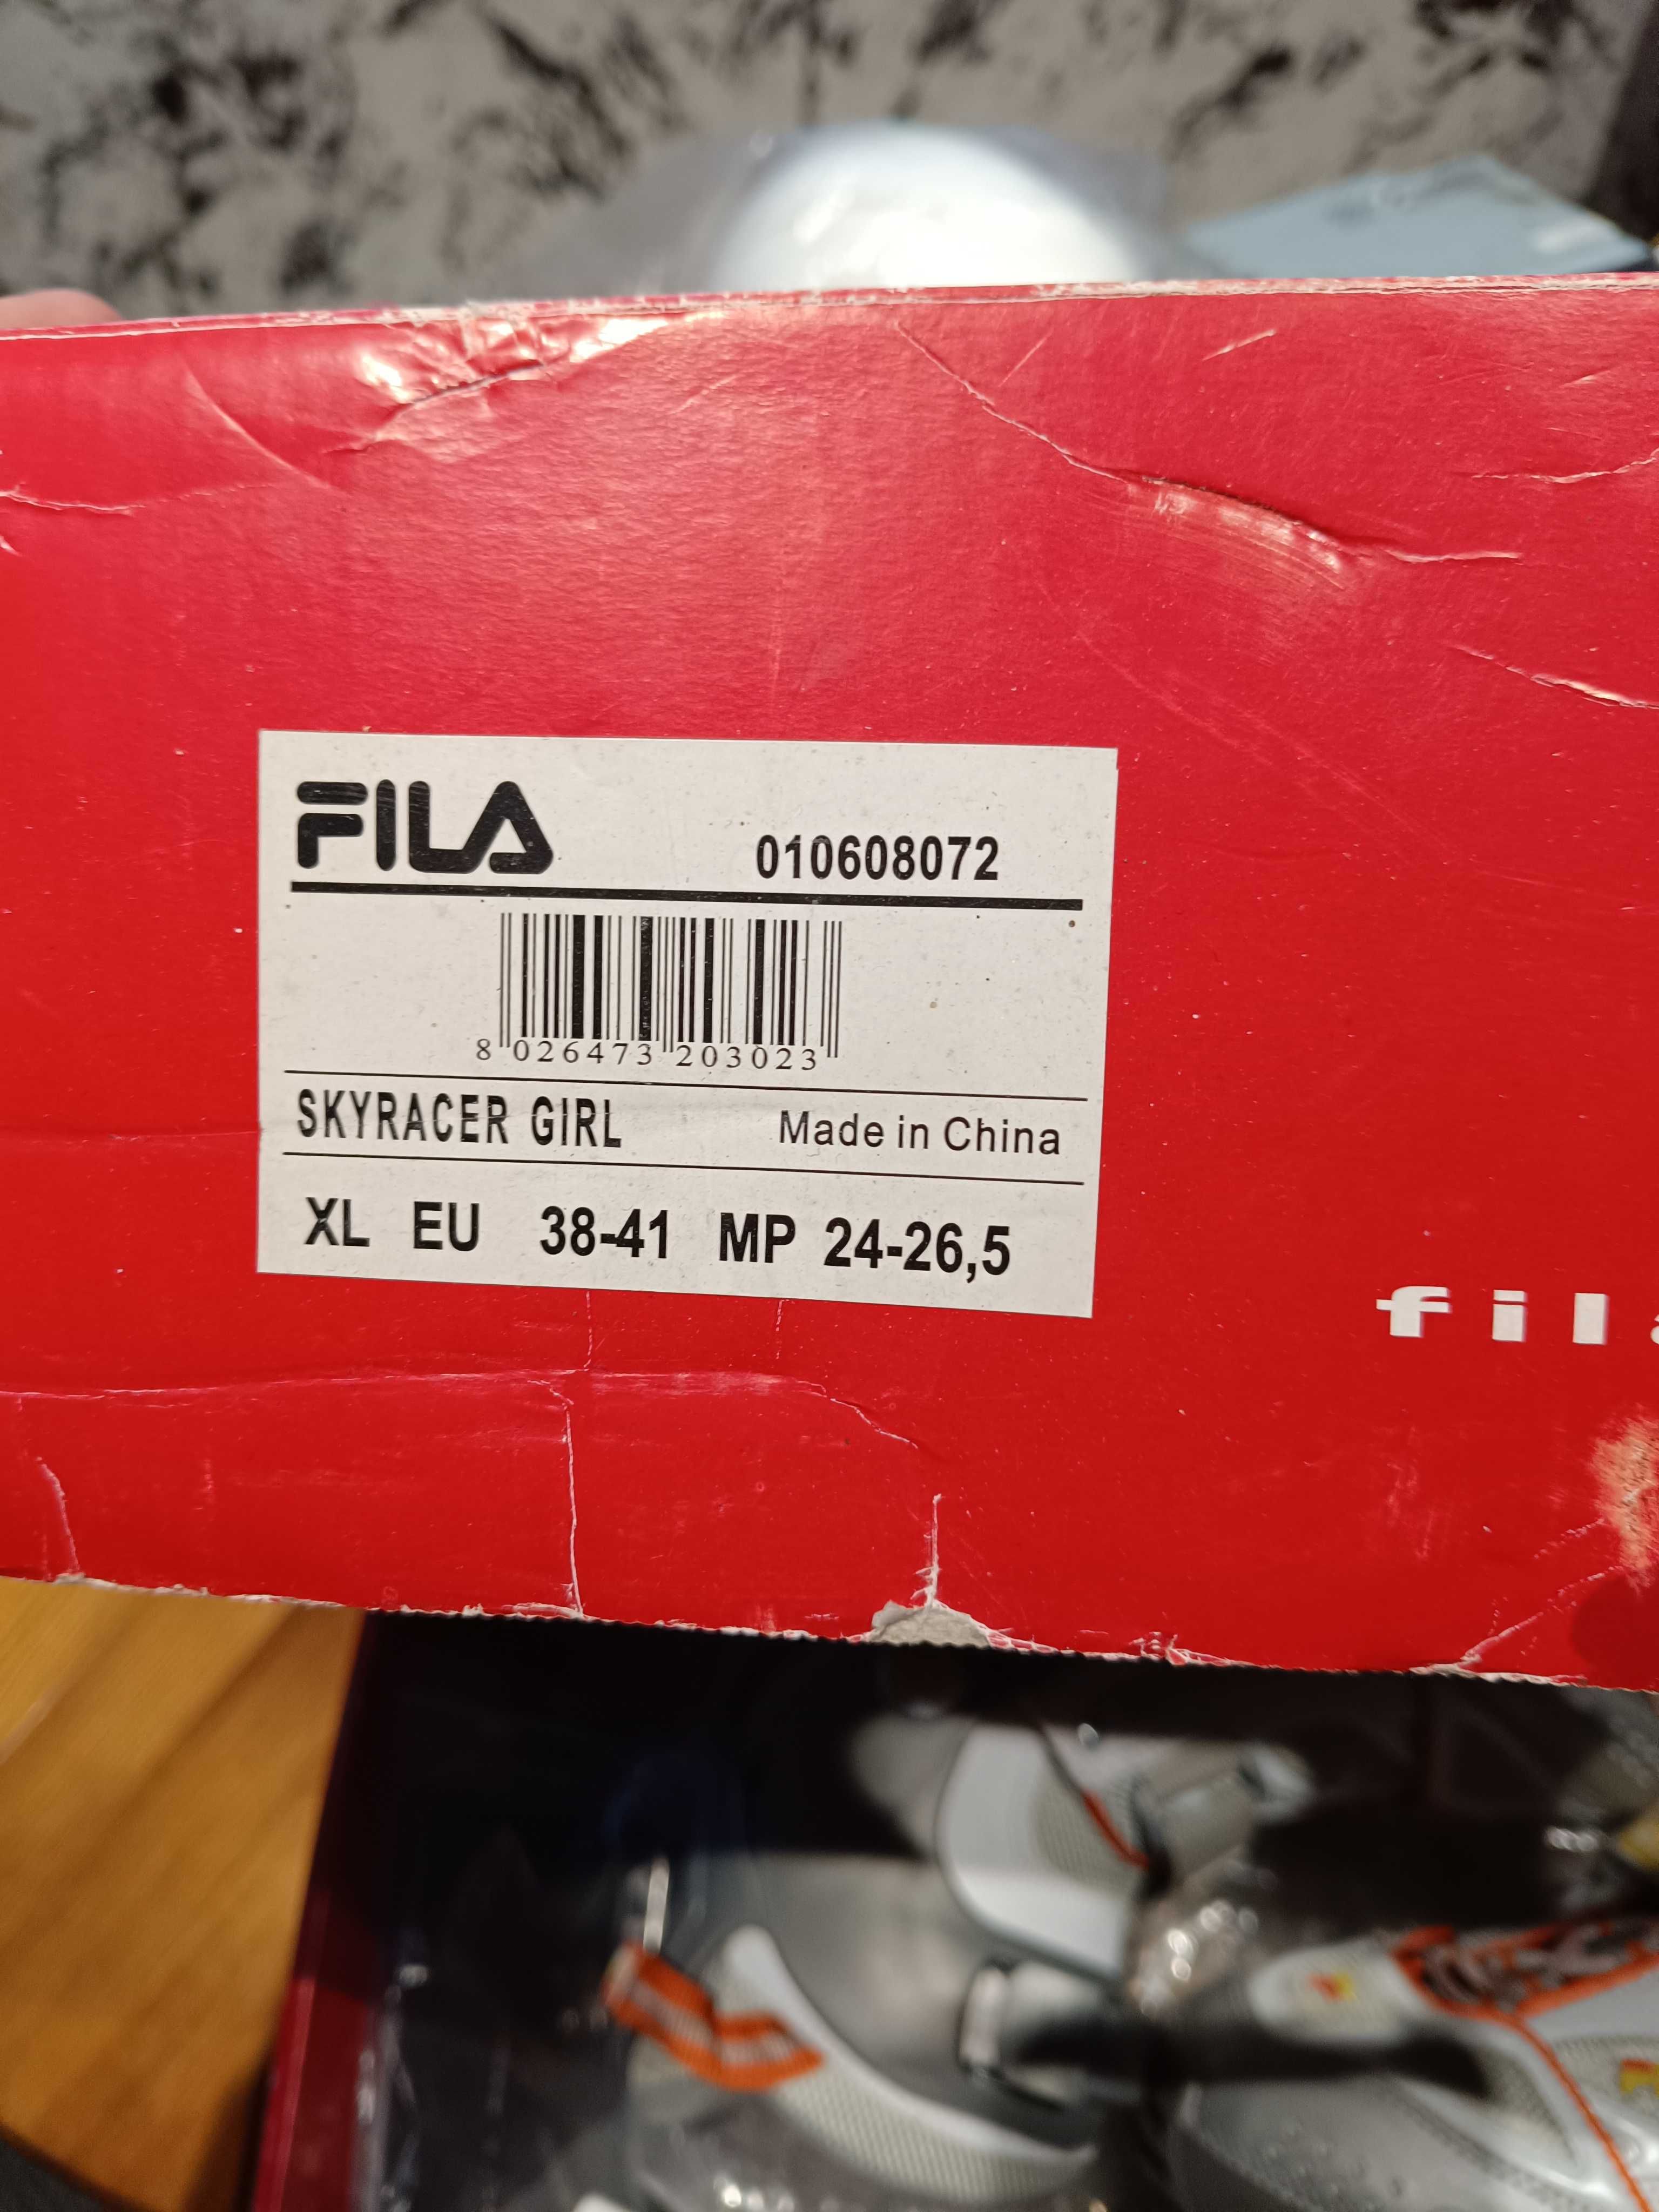 FILA 010608072
8 026473 203023
SKYRACER GIRL Made in China
XL EU 38-41 MP 24-26,5
fil